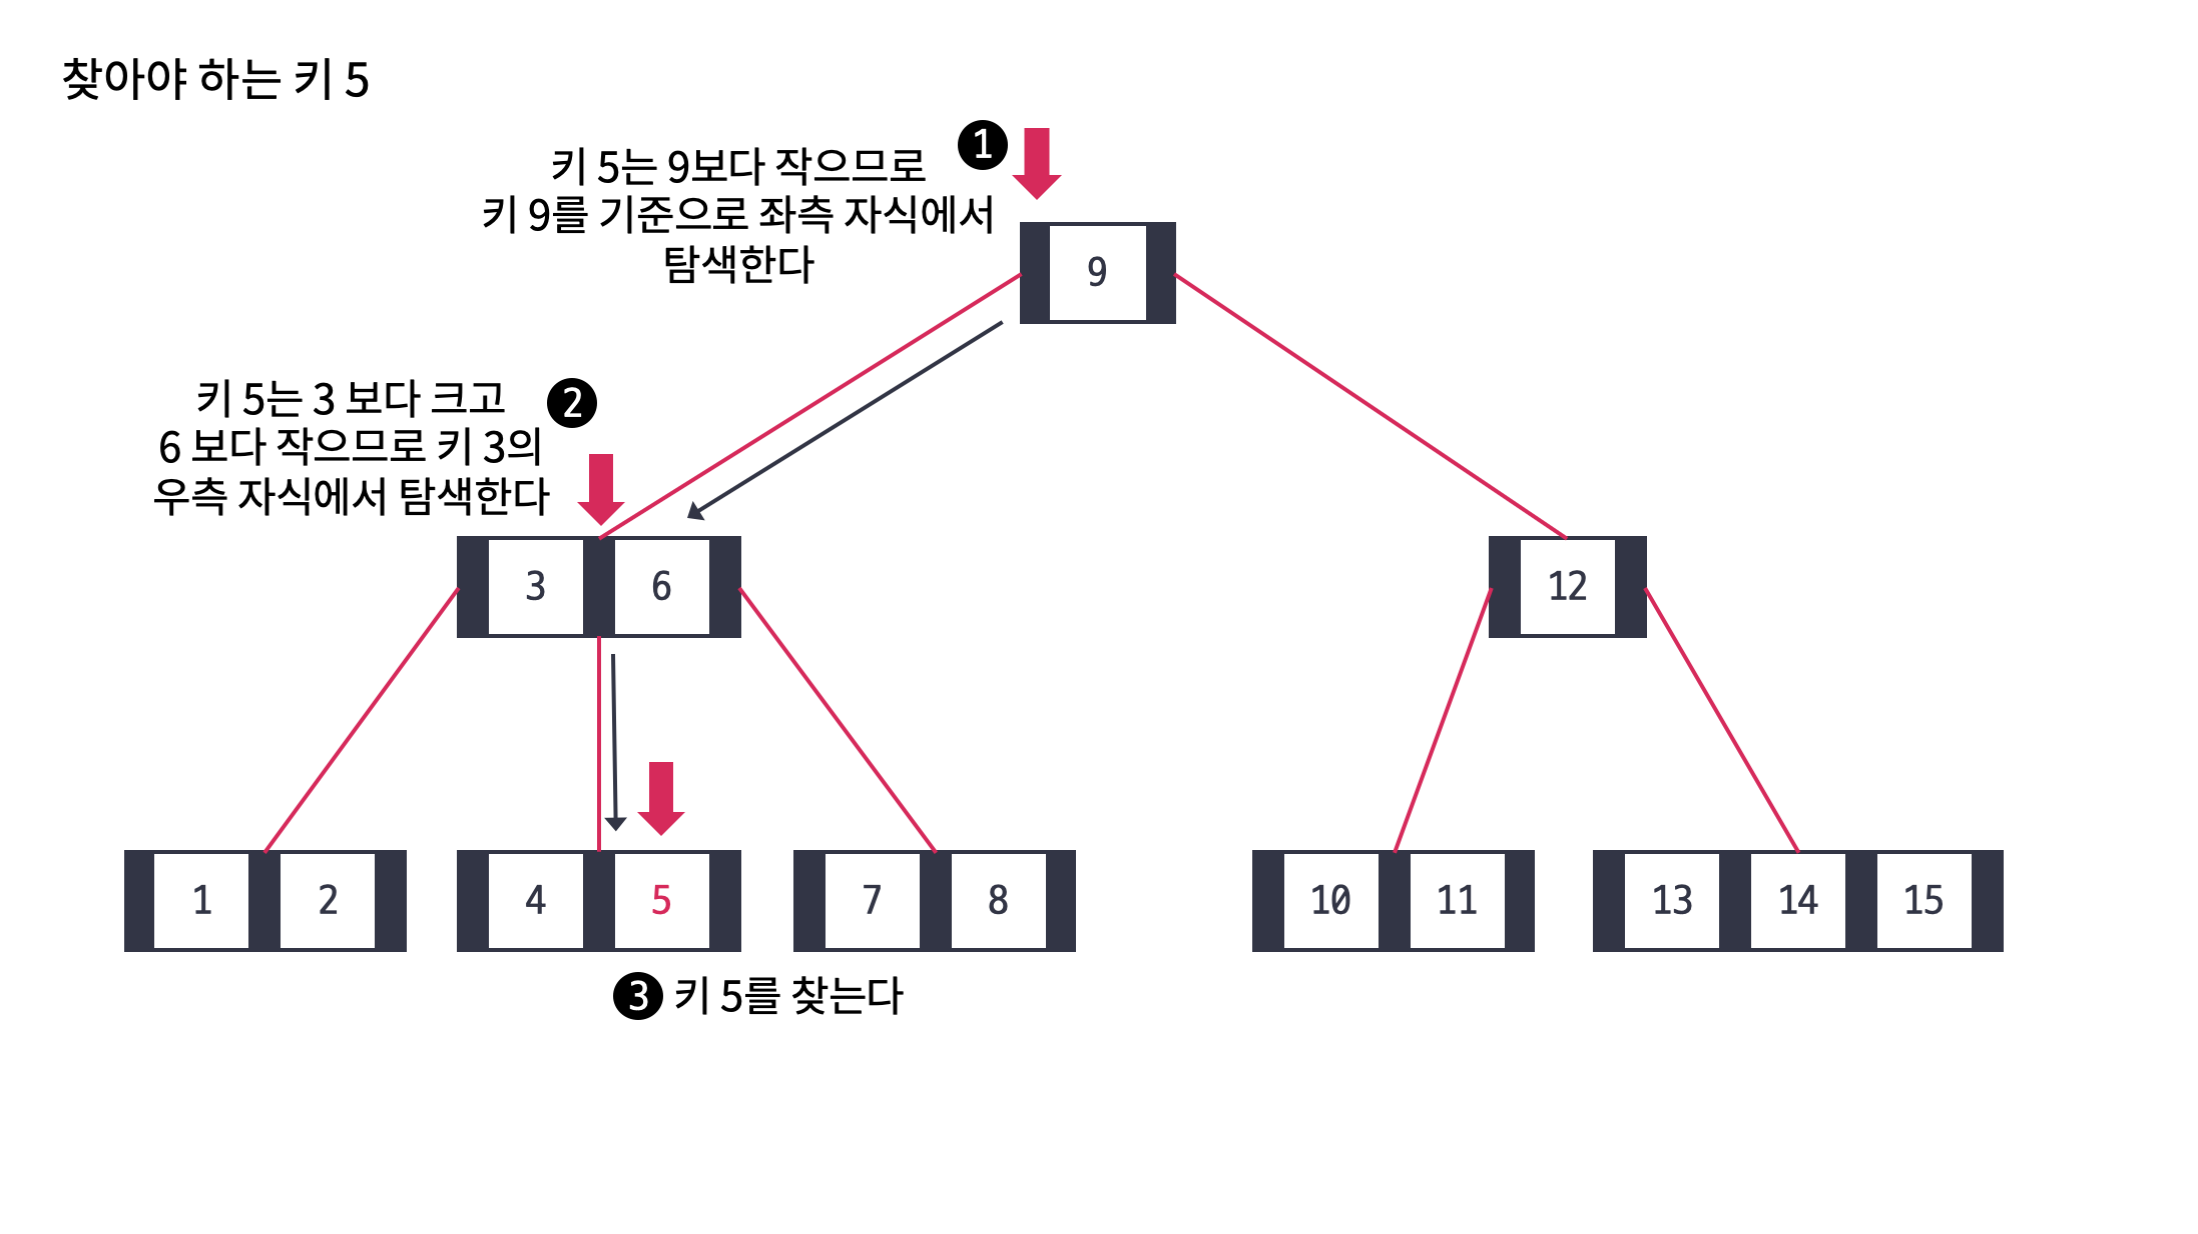 찾아야 하는 키 5
❶
키 5는 9보다 작으므로
키 9를 기준으로 좌측 자식에서
탐색한다
9
❷
키 5는 3 보다 크고
6 보다 작으므로 키 3의
우측 자식에서 탐색한다
3 6
12
1 2
4 5
7 8
10 11
13 14 15
❸ 키 5를 찾는다